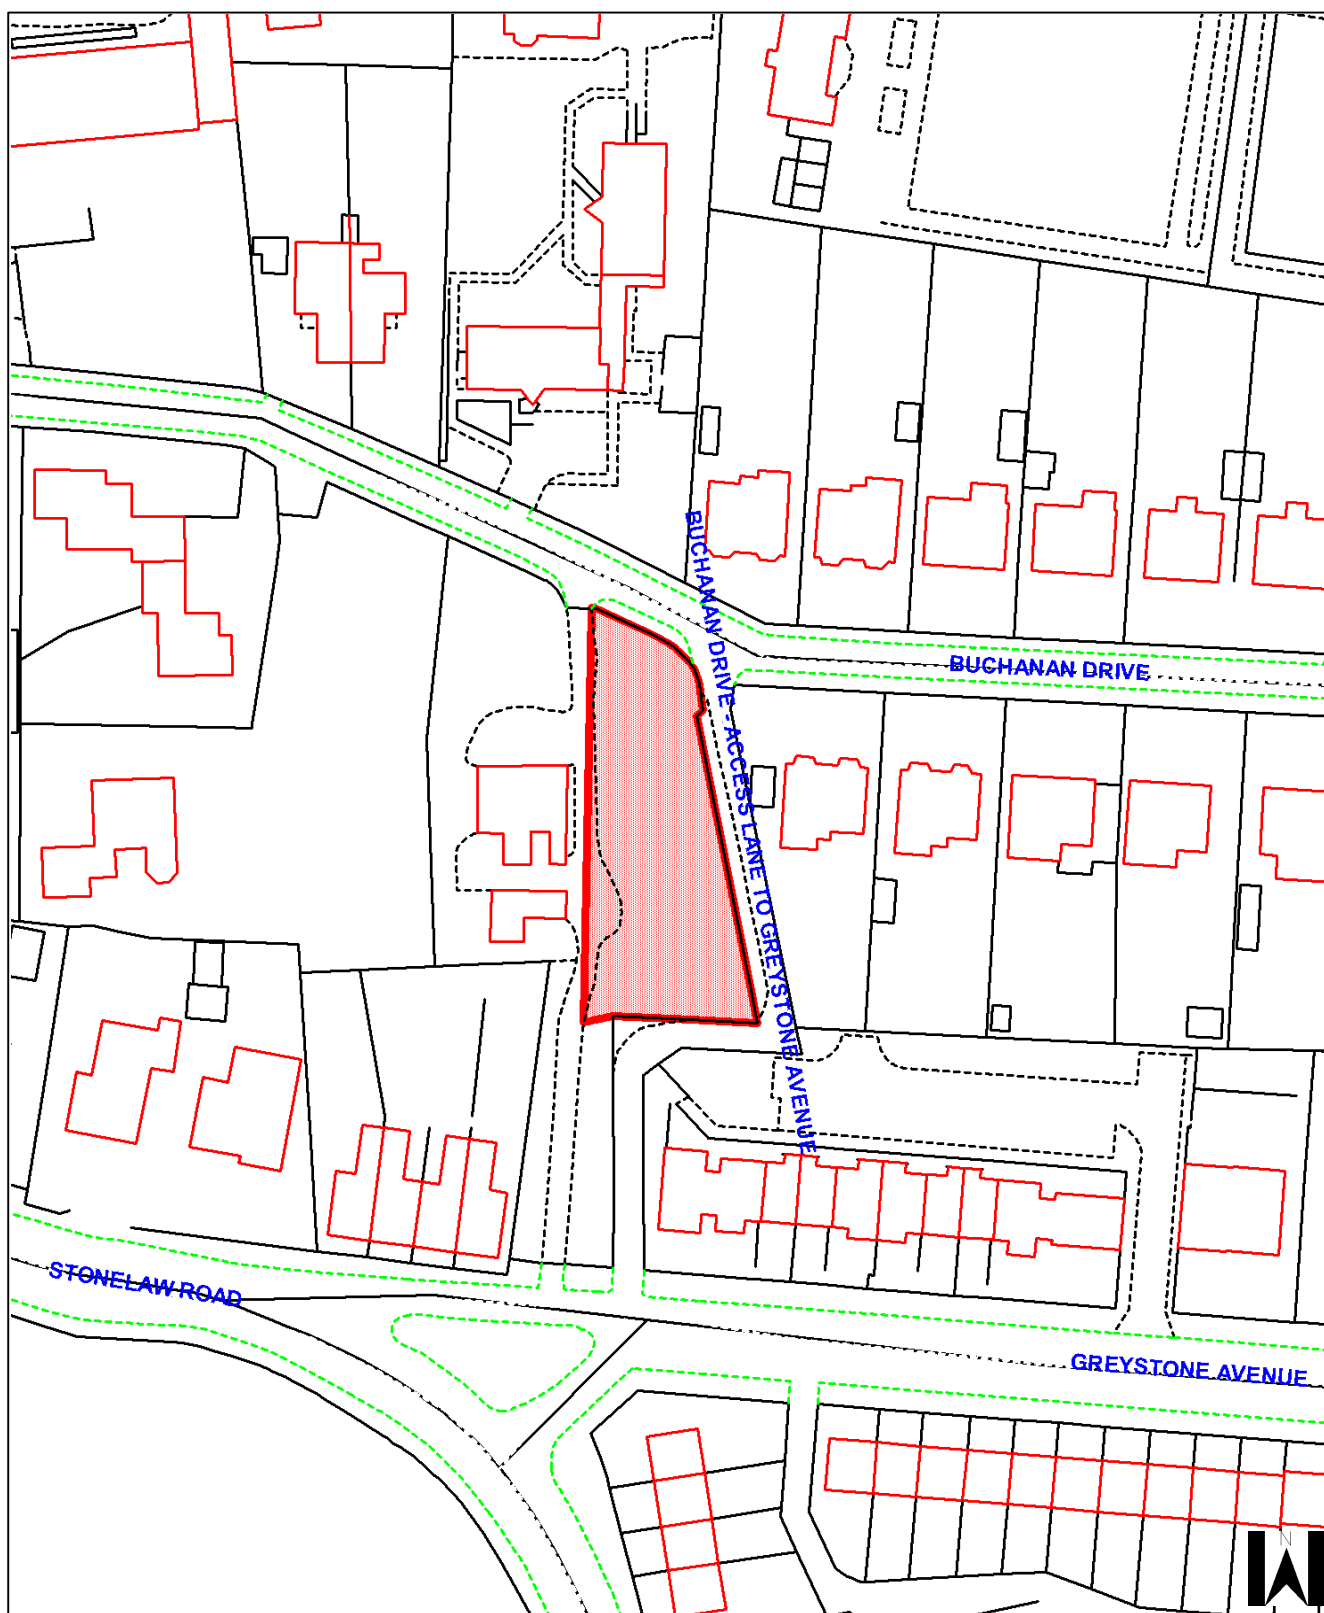 BUCHANAN DRIVE - ACCESS LANE TO GREYSTONE AVENUE
BUCHANAN DRIVE
STONELAW ROAD
GREYSTONE AVENUE
N